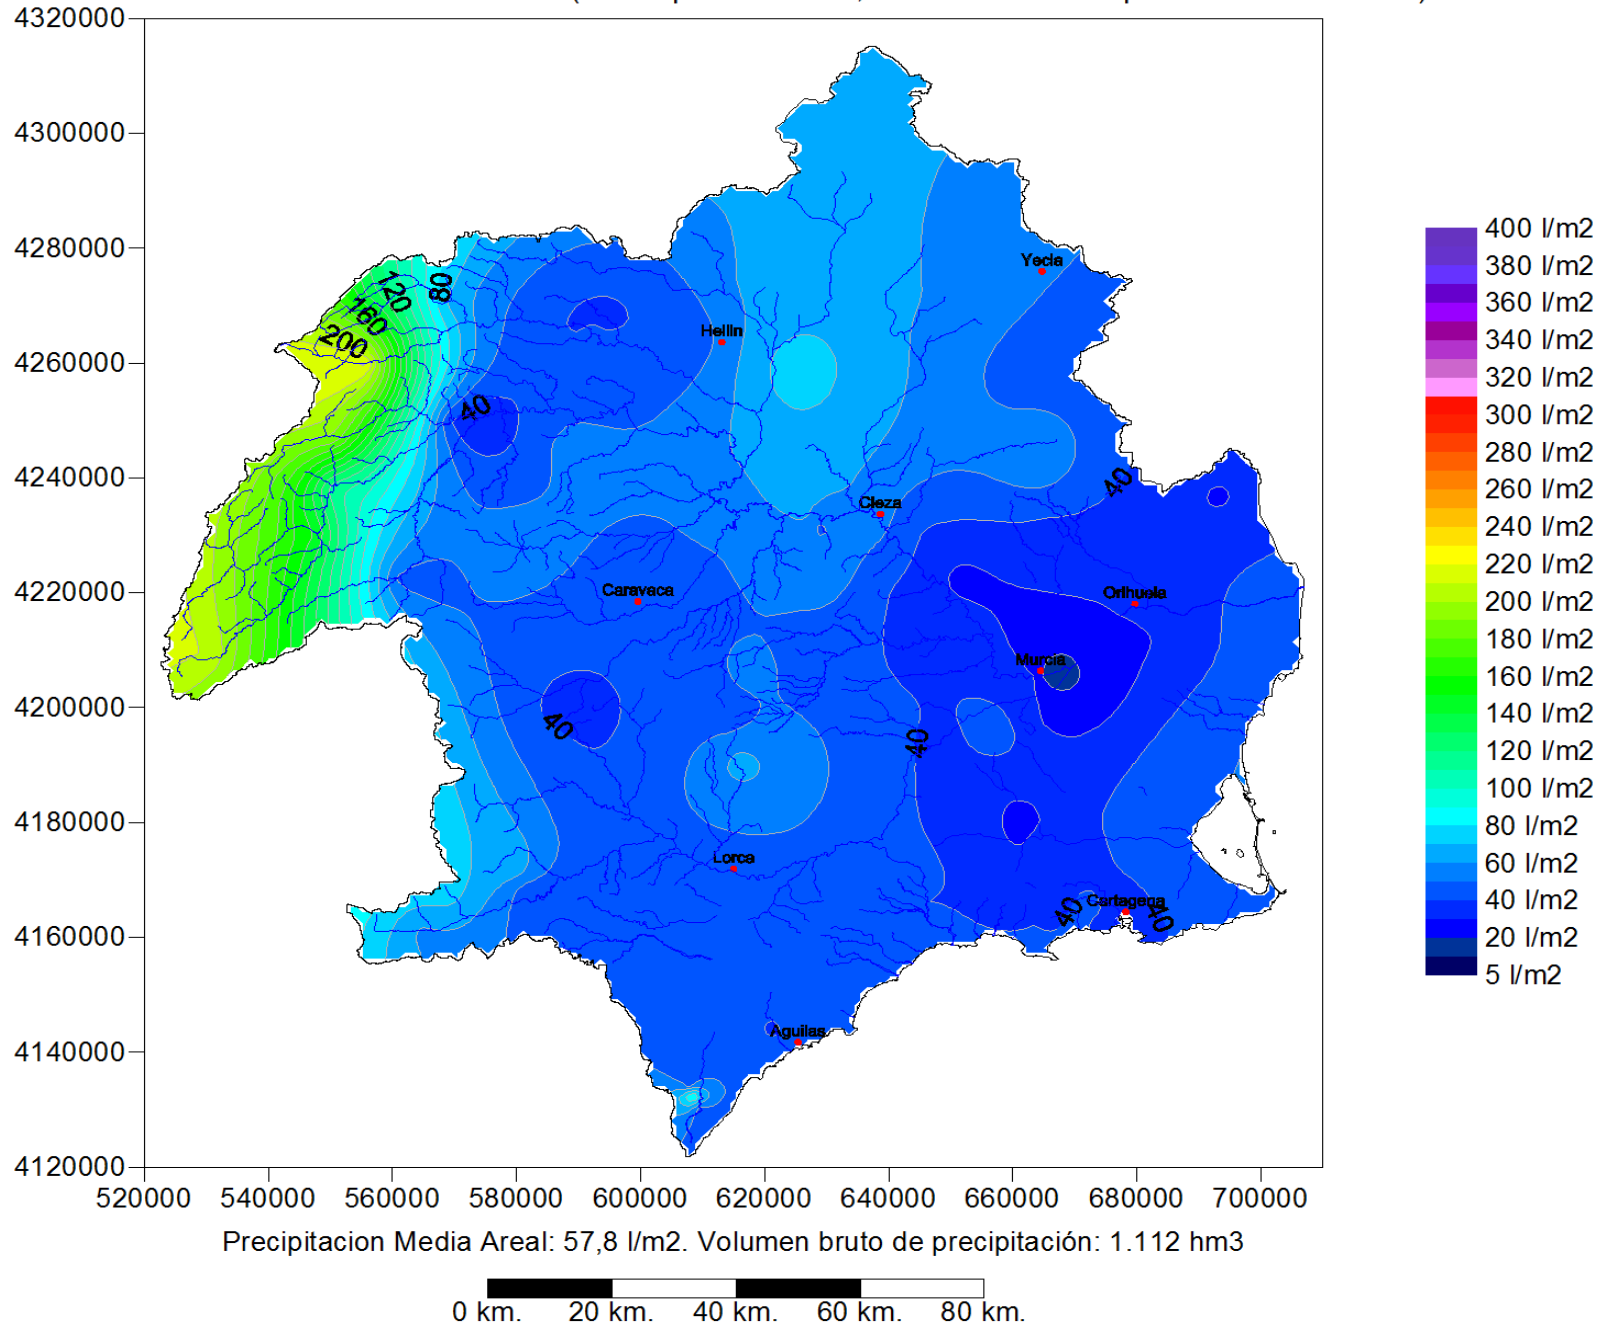 4320000
4300000
4280000
4260000
4240000
4220000
4200000
4180000
4160000
4140000
4120000
520000 540000 560000 580000 600000 620000 640000 660000 680000 700000
120
80
160
200
40
40
40
40
40
40
Yecla
Hellin
Cieza
Caravaca
Orihuela
Murcia
Lorca
Cartagena
Aguilas
400 l/m2
380 l/m2
360 l/m2
340 l/m2
320 l/m2
300 l/m2
280 l/m2
260 l/m2
240 l/m2
220 l/m2
200 l/m2
180 l/m2
160 l/m2
140 l/m2
120 l/m2
100 l/m2
80 l/m2
60 l/m2
40 l/m2
20 l/m2
5 l/m2
Precipitacion Media Areal: 57,8 l/m2. Volumen bruto de precipitación: 1.112 hm3
0 km. 20 km. 40 km. 60 km. 80 km.